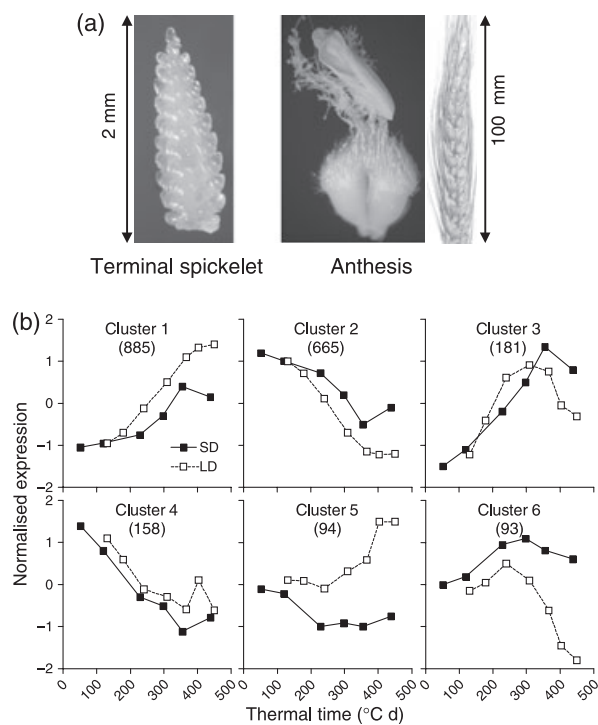 (a)
2 mm
100 mm
Terminal spickelet
Anthesis
(b)
Normalised expression
2
1
0
−1
−2
Cluster 1
(885)
SD
LD
Cluster 2
(665)
Cluster 3
(181)
2
1
0
−1
−2
Cluster 4
(158)
Cluster 5
(94)
Cluster 6
(93)
0 100 200 300 400 500 0 100 200 300 400 500 0 100 200 300 400 500
Thermal time (°C d)